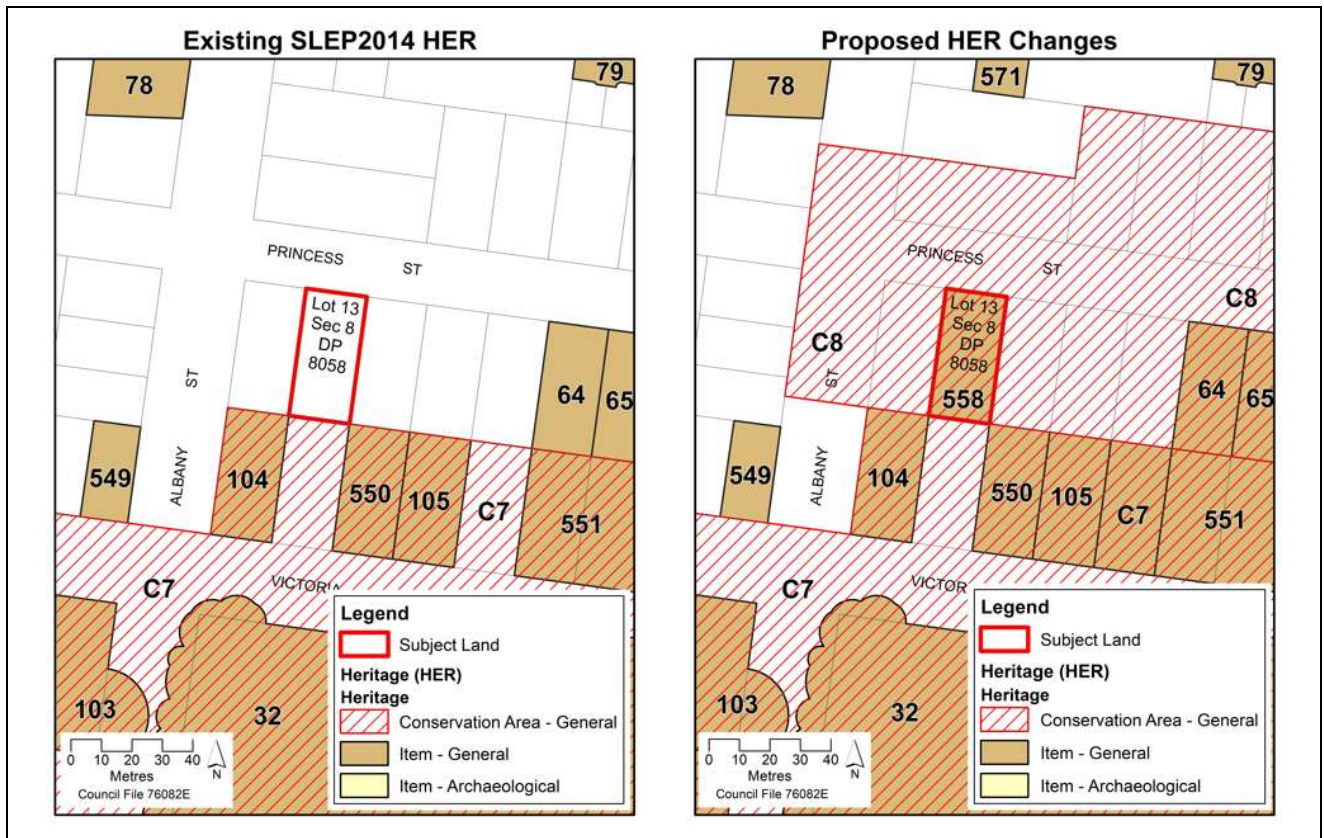 Existing SLEP2014 HER
78
79
PRINCESS ST
Lot 13
Sec 8
DP
8058
ST
64
65
549
ALBANY
104
550
105
C7
551
C7
VICTORIA
103
32
Legend
Subject Land
Heritage (HER)
Heritage
Conservation Area - General
Item - General
Item - Archaeological
0 10 20 30 40
Metres
N
Council File 76082E
Proposed HER Changes
78
571
79
PRINCESS ST
C8
Lot 13
Sec 8
DP
8058
558
C8
ST
64
65
549
ALBANY
104
550
105
C7
551
C7
VICTOR
103
32
Legend
Subject Land
Heritage (HER)
Heritage
Conservation Area - General
Item - General
Item - Archaeological
0 10 20 30 40
Metres
N
Council File 76082E